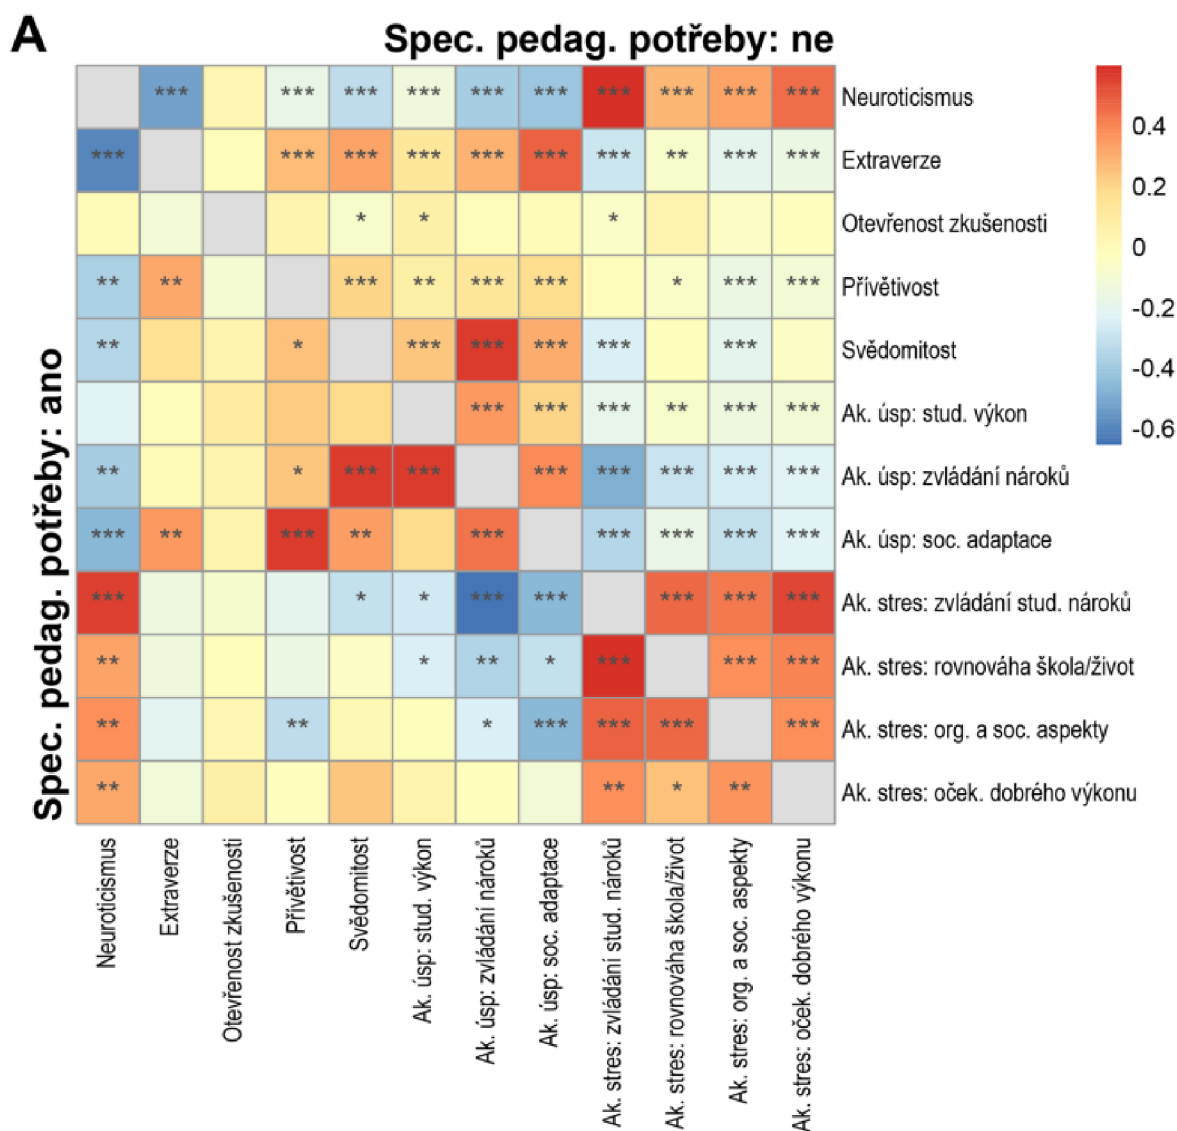 A
Spec. pedag. potřeby: ne
Spec. pedag. potřeby: ano
*** *** *** *** *** *** *** *** *** *** Neuroticismus
*** *** *** *** *** *** *** ** *** *** Extraverze
* * * Otevřenost zkušenosti
** ** *** ** *** *** * *** *** Přívětivost
** * *** *** *** *** *** Svědomitost
*** *** *** ** *** *** Ak. úsp: stud. výkon
** * *** *** *** *** *** *** *** Ak. úsp: zvládání nároků
*** ** *** ** *** *** *** *** *** Ak. úsp: soc. adaptace
*** * * *** *** *** *** *** Ak. stres: zvládání stud. nároků
** * ** * *** *** *** Ak. stres: rovnováha škola/život
** ** * *** *** *** *** Ak. stres: org. a soc. aspekty
** ** * ** Ak. stres: oček. dobrého výkonu
0.4
0.2
0
-0.2
-0.4
-0.6
Neuroticismus
Extraverze
Otevřenost zkušenosti
Přívětivost
Svědomitost
Ak. úsp: stud. výkon
Ak. úsp: zvládání nároků
Ak. úsp: soc. adaptace
Ak. stres: zvládání stud. nároků
Ak. stres: rovnováha škola/život
Ak. stres: org. a soc. aspekty
Ak. stres: oček. dobrého výkonu